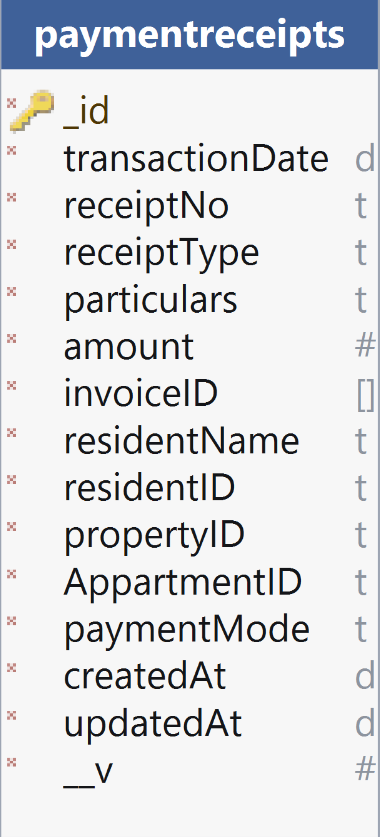 paymentreceipts
_id
transactionDate d
receiptNo t
receiptType t
particulars t
amount #
invoiceID []
residentName t
residentID t
propertyID t
AppartmentID t
paymentMode t
createdAt d
updatedAt d
__v #